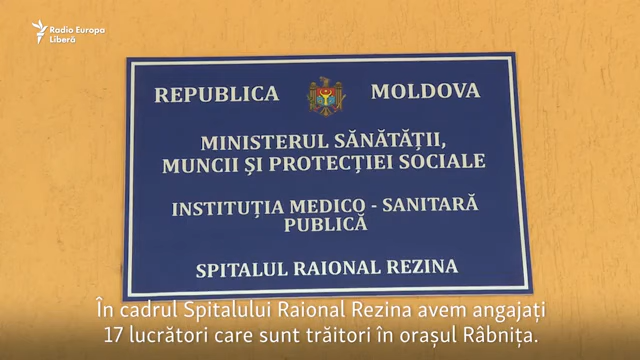 Radio Europa
Liberă
REPUBLICA MOLDOVA
MINISTERUL SĂNĂTĂȚII,
MUNCII ȘI PROTECȚIEI SOCIALE
INSTITUȚIA MEDICO - SANITARĂ
PUBLICĂ
SPITALUL RAIONAL REZINA
În cadrul Spitalului Raional Rezina avem angajați
17 lucrători care sunt trăitori în orașul Râbnița.